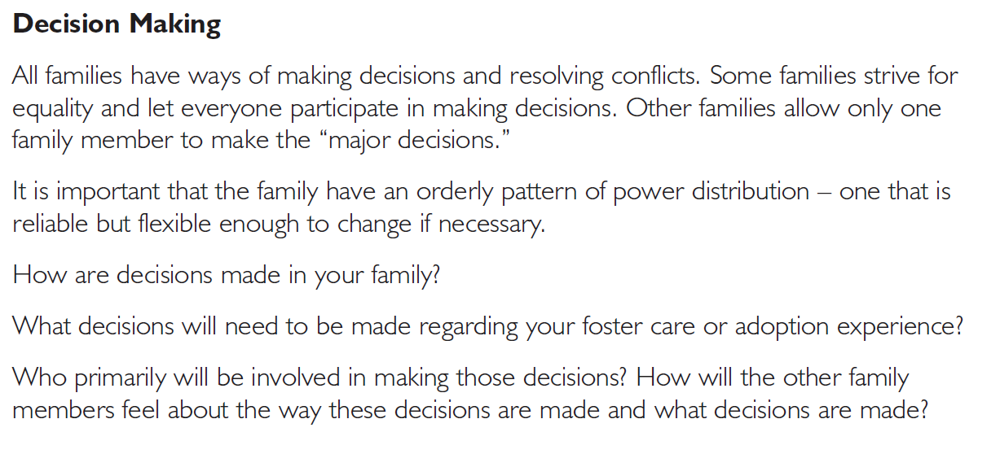 Decision Making
All families have ways of making decisions and resolving conflicts. Some families strive for
equality and let everyone participate in making decisions. Other families allow only one
family member to make the “major decisions.”
It is important that the family have an orderly pattern of power distribution – one that is
reliable but flexible enough to change if necessary.
How are decisions made in your family?
What decisions will need to be made regarding your foster care or adoption experience?
Who primarily will be involved in making those decisions? How will the other family
members feel about the way these decisions are made and what decisions are made?